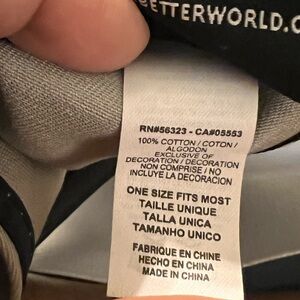 BETTERWORLD.C
RN#56323 - CA#05553
100% COTTON / COTON /
ALGODON
EXCLUSIVE OF
DECORATION / DECORATION
NON COMPRISE / NO
INCLUYE LA DECORACION
ONE SIZE FITS MOST
TAILLE UNIQUE
TALLA UNICA
TAMANHO UNICO
FABRIQUE EN CHINE
HECHO EN CHINA
MADE IN CHINA